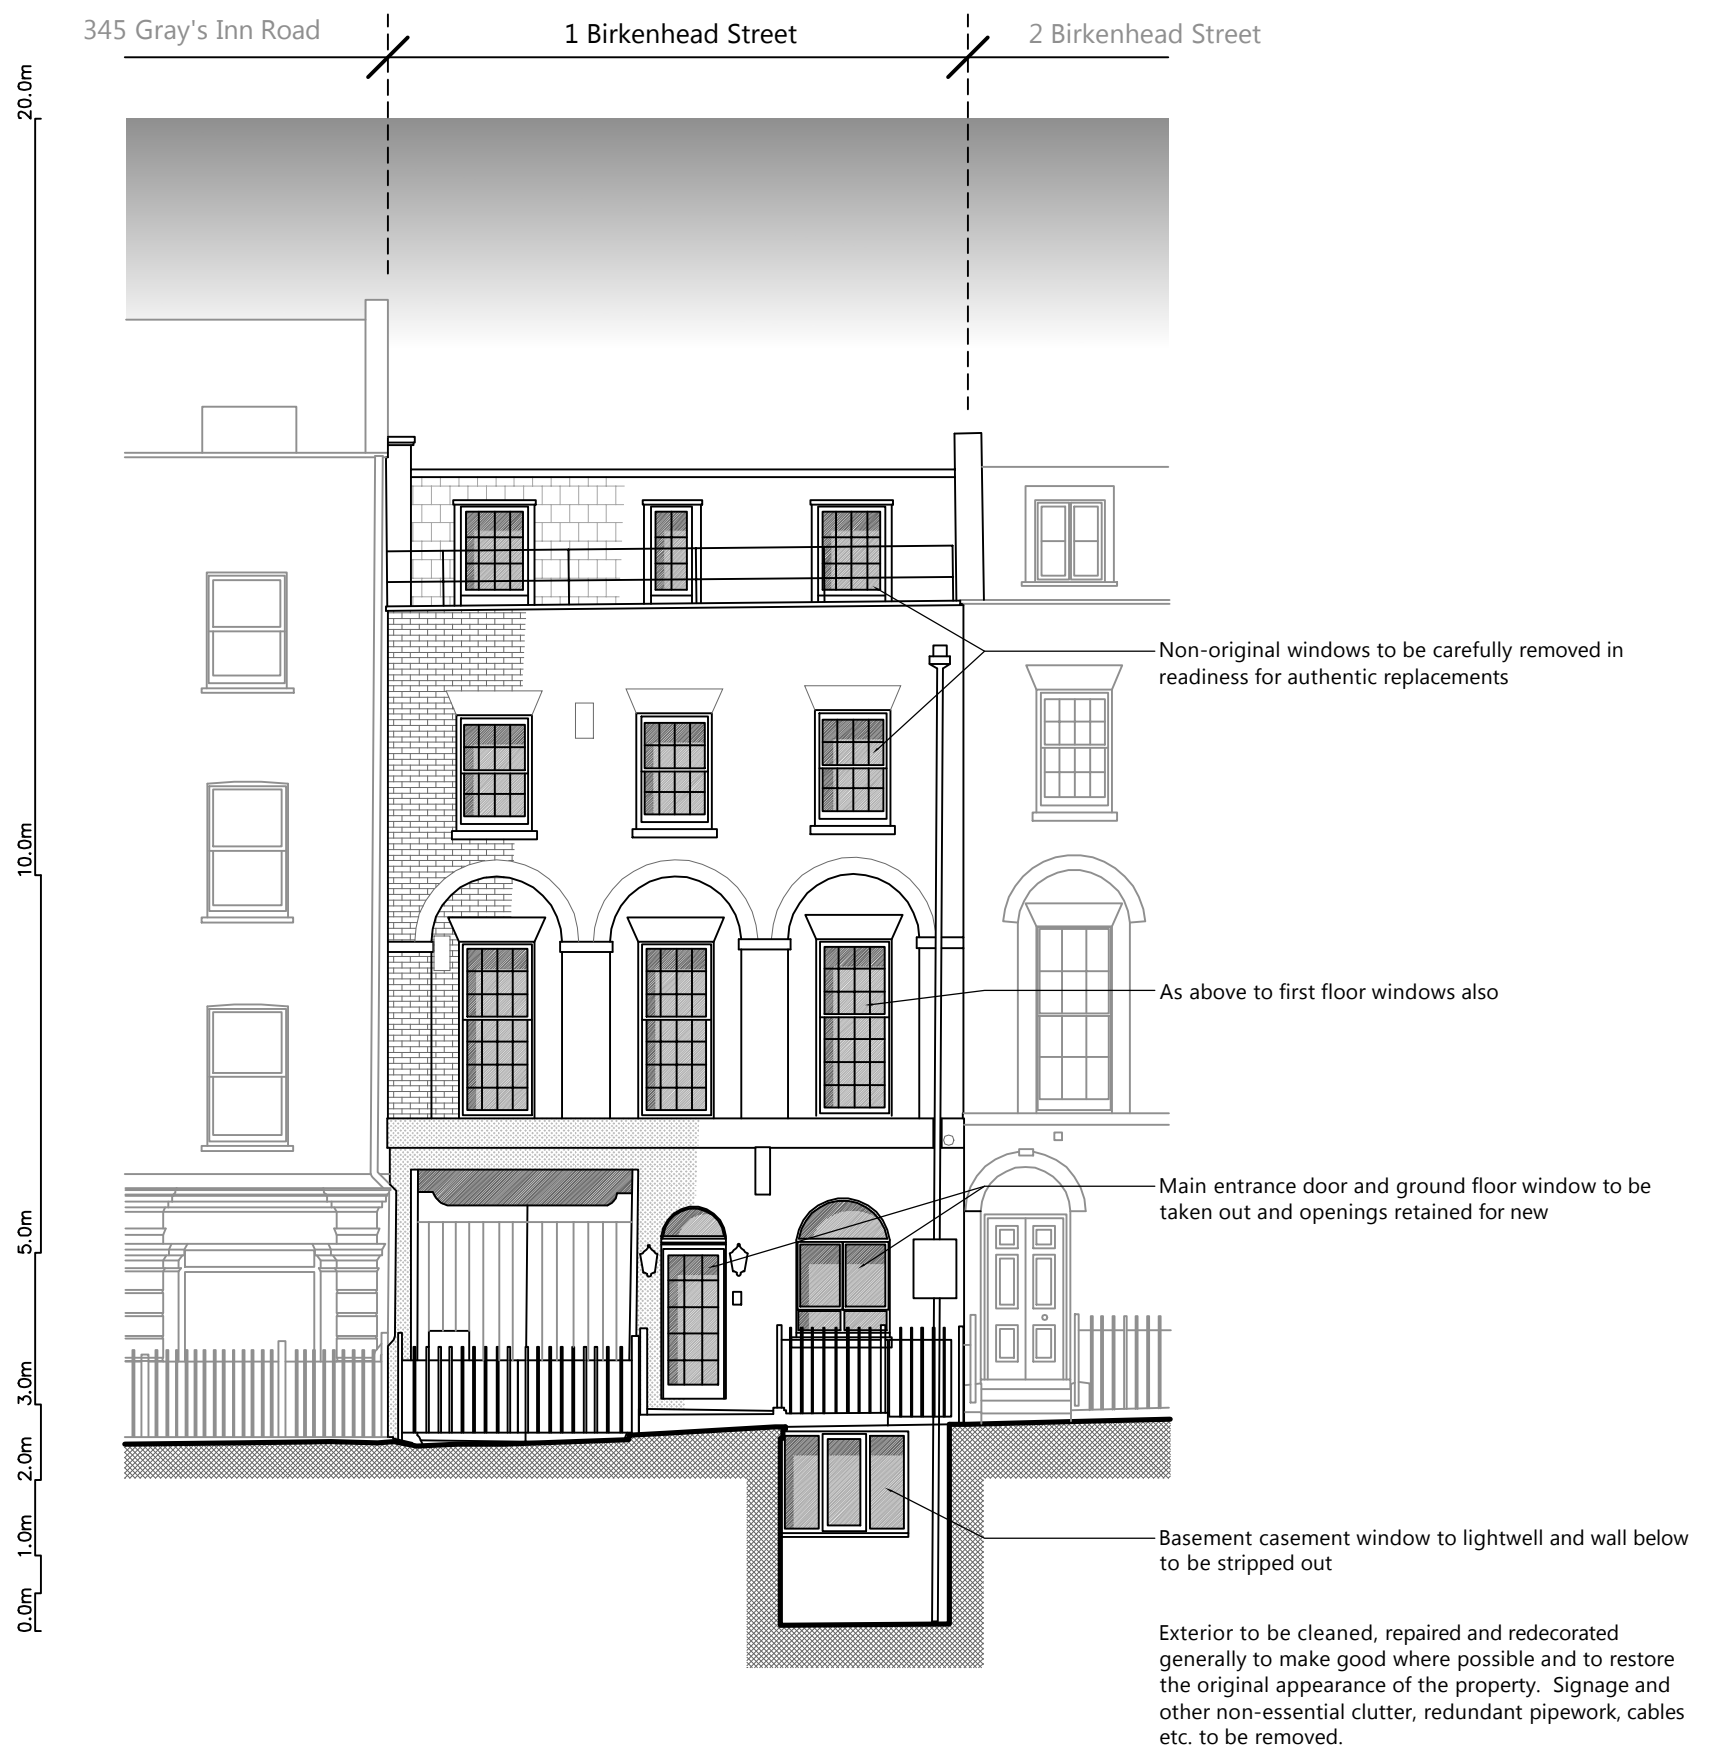 345 Gray's Inn Road
1 Birkenhead Street
2 Birkenhead Street
20.0m
10.0m
5.0m
3.0m
2.0m
1.0m
0.0m
Non-original windows to be carefully removed in
readiness for authentic replacements
As above to first floor windows also
Main entrance door and ground floor window to be
taken out and openings retained for new
Basement casement window to lightwell and wall below
to be stripped out
Exterior to be cleaned, repaired and redecorated
generally to make good where possible and to restore
the original appearance of the property.  Signage and
other non-essential clutter, redundant pipework, cables
etc. to be removed.